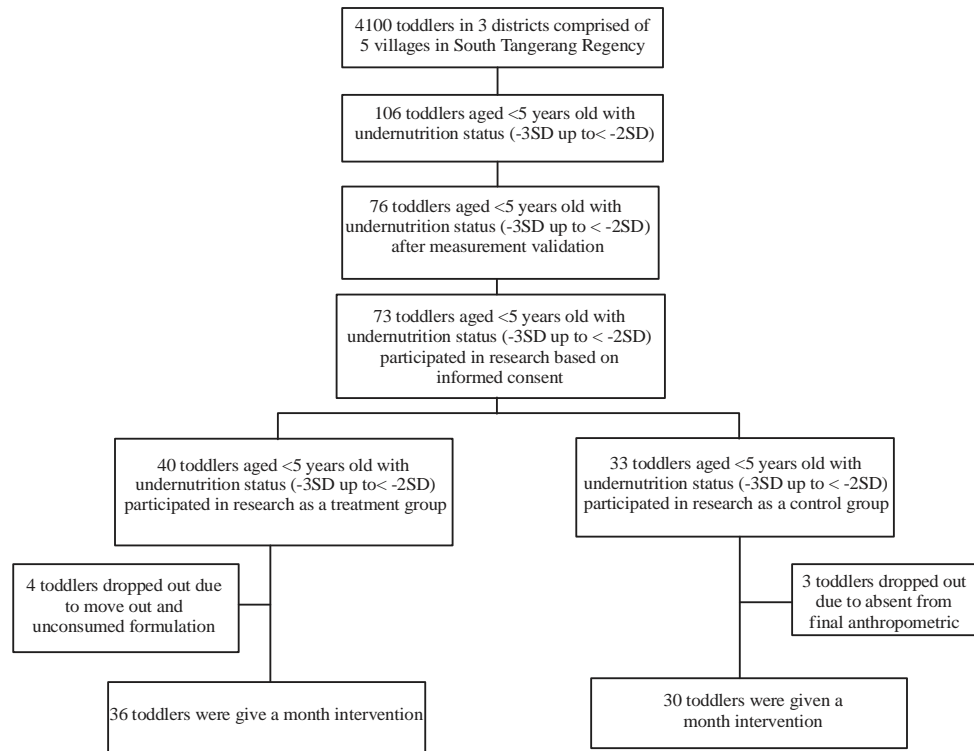 4100 toddlers in 3 districts comprised of
5 villages in South Tangerang Regency
106 toddlers aged <5 years old with
undernutrition status (-3SD up to< -2SD)
76 toddlers aged <5 years old with
undernutrition status (-3SD up to < -2SD)
after measurement validation
73 toddlers aged <5 years old with
undernutrition status (-3SD up to < -2SD)
participated in research based on
informed consent
40 toddlers aged <5 years old with
undernutrition status (-3SD up to< -2SD)
participated in research as a treatment group
33 toddlers aged <5 years old with
undernutrition status (-3SD up to < -2SD)
participated in research as a control group
4 toddlers dropped out due
to move out and
unconsumed formulation
3 toddlers dropped out
due to absent from
final anthropometric
36 toddlers were give a month intervention
30 toddlers were given a
month intervention